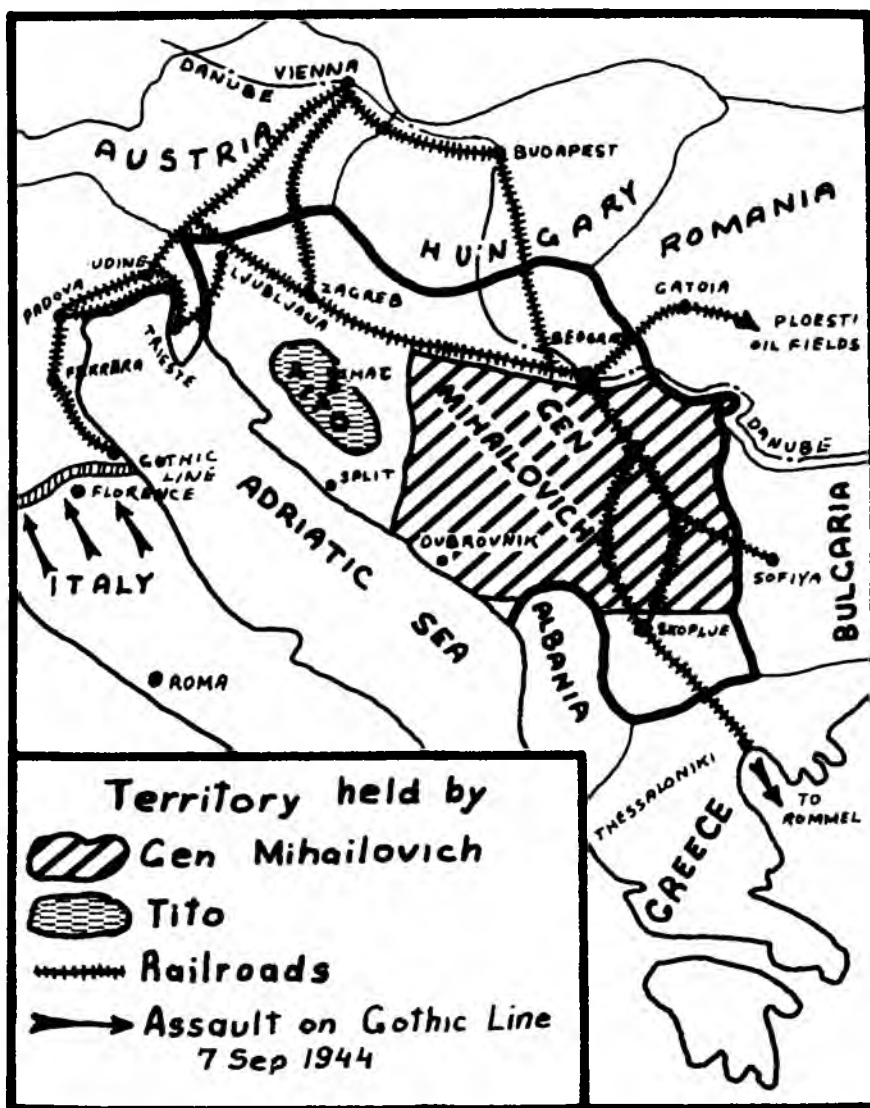 VIENNA
DANUBE
AUSTRIA
BUDAPEST
HUNGARY
ROMANIA
UDINE
PADOVA
LJUBLJANA
ZAGREB
GATOIA
PLOESTI
OIL FIELDS
TRIESTE
FERRERA
BEOGRAD
GEN
MIHAILOVICH
DANUBE
GOTHIC
LINE
FLORENCE
SPLIT
ADRIATIC
SEA
DUBROVNIK
ITALY
SOFIYA
BULGARIA
ALBANIA
SKOPLJE
ROMA
THESSALONIKI
TO
ROMMEL
GREECE
Territory held by
Gen Mihailovich
Tito
Railroads
Assault on Gothic Line
7 Sep 1944